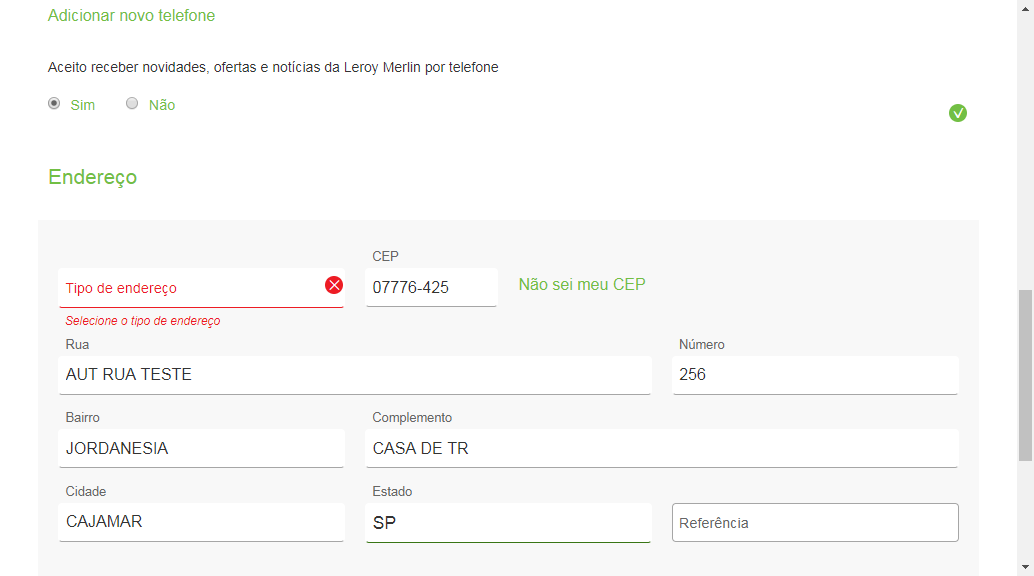 Adicionar novo telefone
Aceito receber novidades, ofertas e notícias da Leroy Merlin por telefone
Sim Não
Endereço
CEP
Tipo de endereço 07776-425 Não sei meu CEP
Selecione o tipo de endereço
Rua Número
AUT RUA TESTE 256
Bairro Complemento
JORDANESIA CASA DE TR
Cidade Estado
CAJAMAR SP Referência